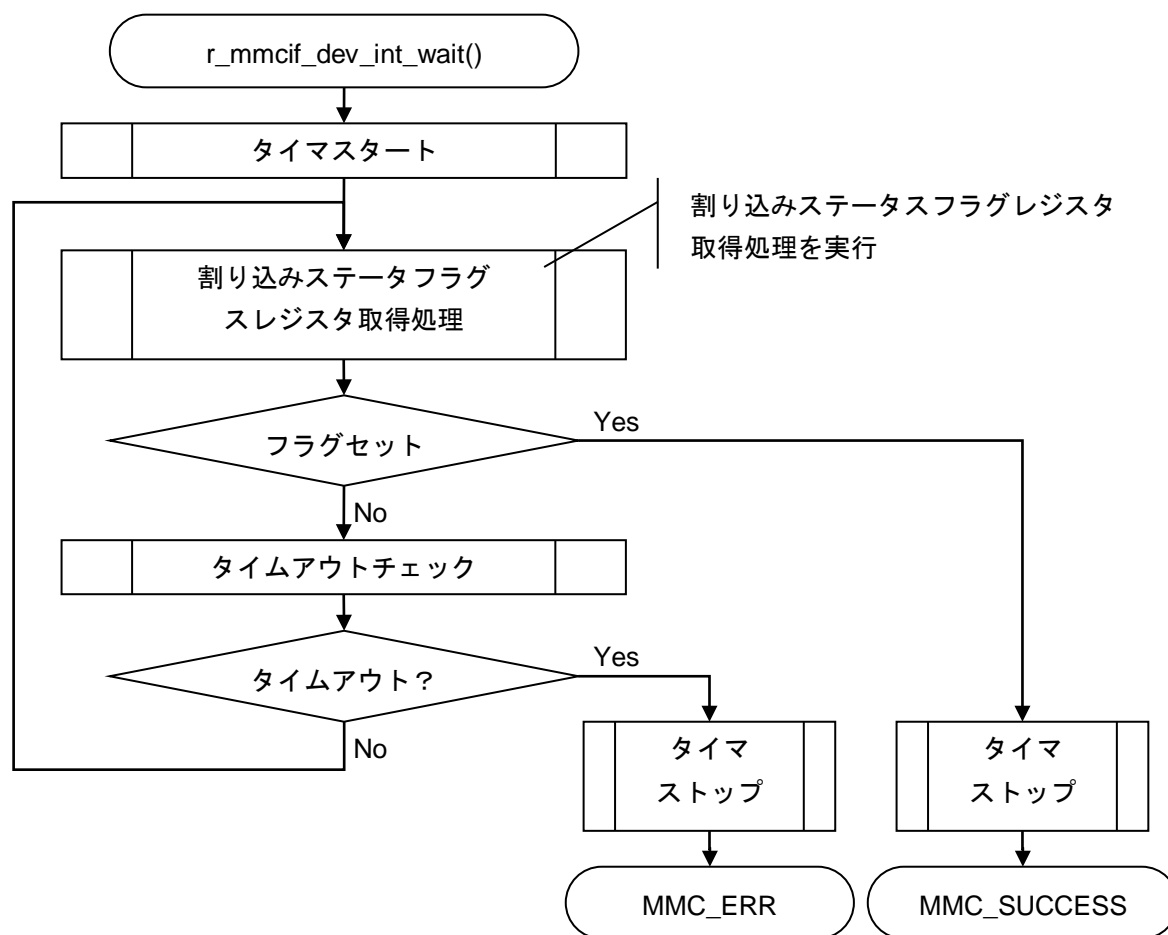 r_mmcif_dev_int_wait()
タイマスタート
割り込みステータスフラグレジスタ
取得処理を実行
割り込みステータフラグ
スレジスタ取得処理
フラグセット
Yes
No
タイムアウトチェック
タイムアウト？
Yes
No
タイマ
ストップ
タイマ
ストップ
MMC_ERR
MMC_SUCCESS